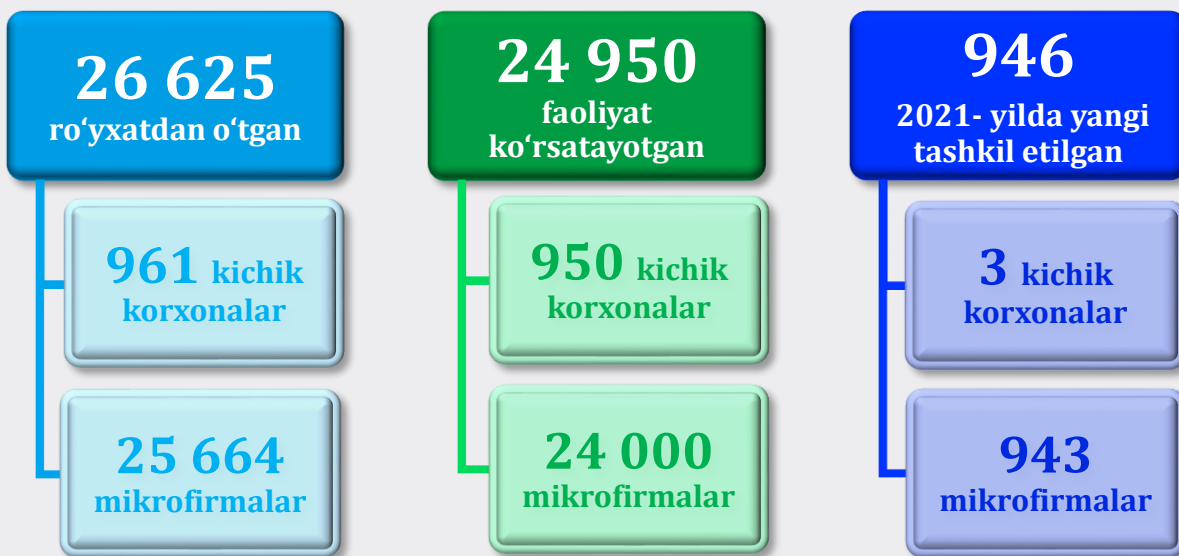 26 625
ro‘yxatdan o‘tgan
961 kichik
korxonalar
25 664
mikrofirmalar
24 950
faoliyat
ko‘rsatayotgan
950 kichik
korxonalar
24 000
mikrofirmalar
946
2021- yilda yangi
tashkil etilgan
3 kichik
korxonalar
943
mikrofirmalar